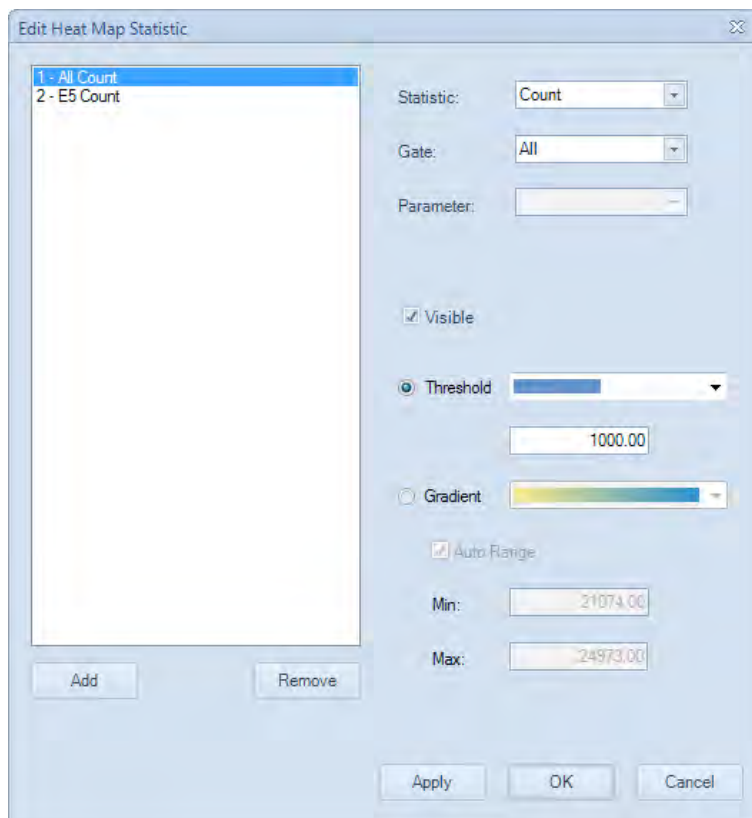 Edit Heat Map Statistic
1 - All Count
2 - E5 Count
Statistic: Count
Gate: All
Parameter:
Visible
Threshold
1000.00
Gradient
Auto Range
Min: 21074.00
Max: 24973.00
Add Remove
Apply OK Cancel